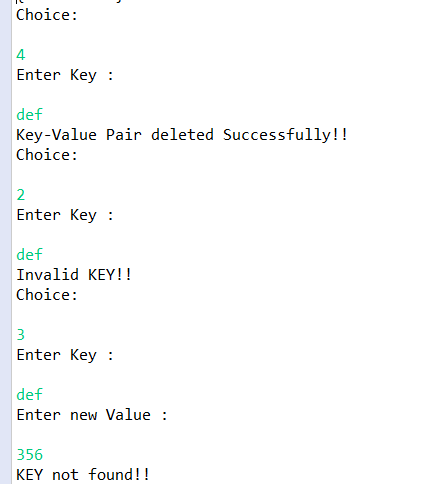 Choice:
4
Enter Key :
def
Key-Value Pair deleted Successfully!!
Choice:
2
Enter Key :
def
Invalid KEY!!
Choice:
3
Enter Key :
def
Enter new Value :
356
KEY not found!!